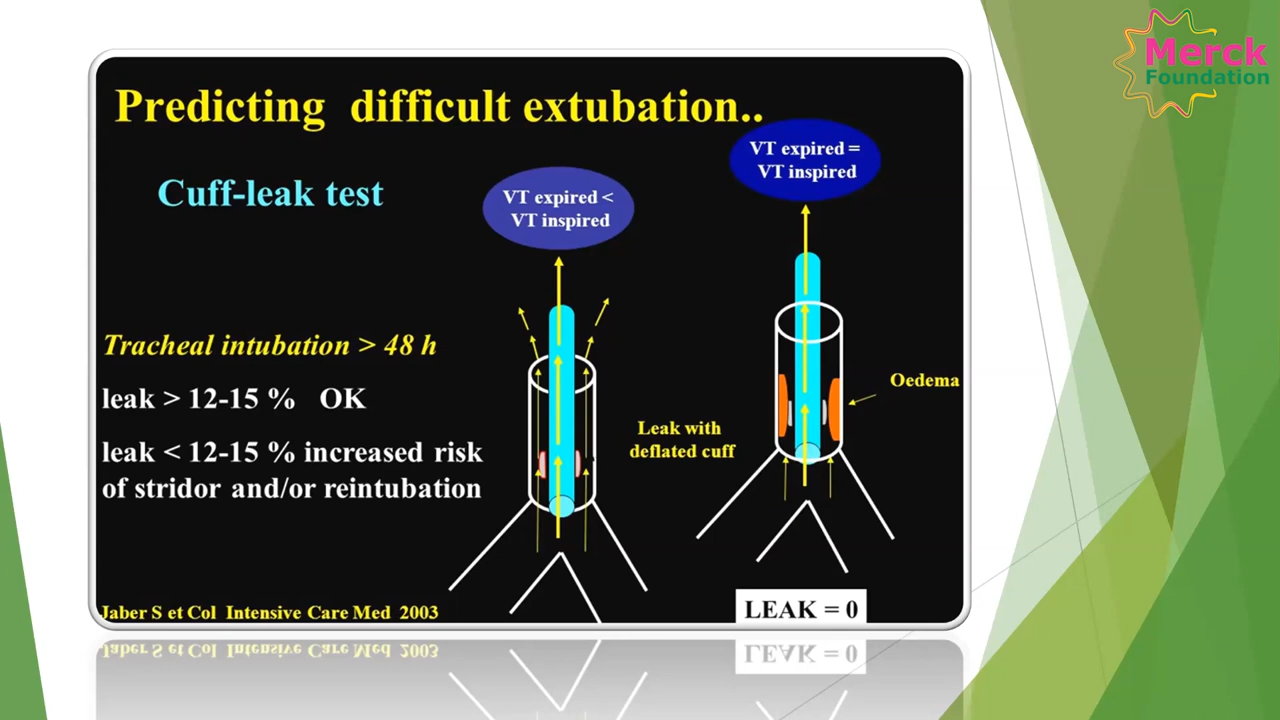 Merck
Foundation
Predicting  difficult extubation..
Cuff-leak test
VT expired <
VT inspired
VT expired =
VT inspired
Tracheal intubation > 48 h
leak > 12-15 %   OK
leak < 12-15 % increased risk
of stridor and/or reintubation
Leak with
deflated cuff
Oedema
LEAK = 0
Jaber S et Col  Intensive Care Med  2003